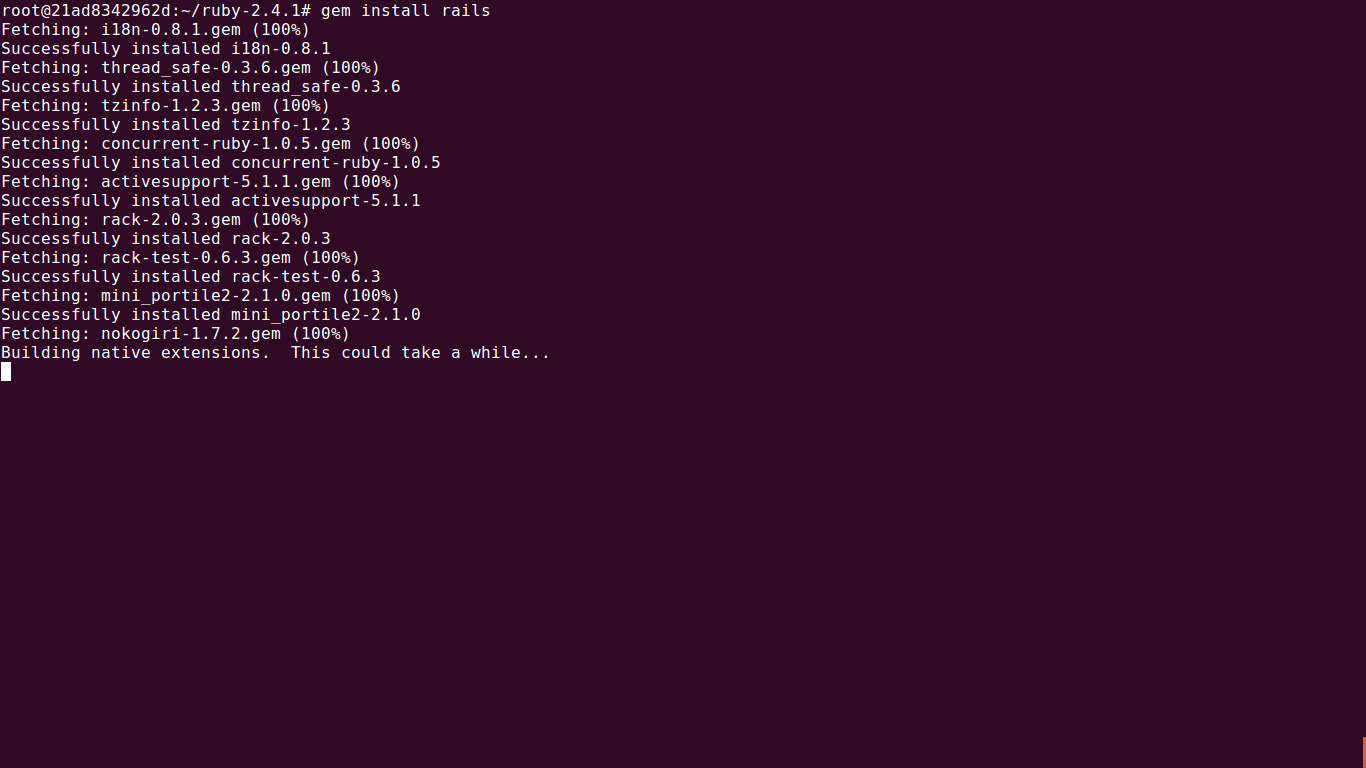 root@21ad8342962d:~/ruby-2.4.1# gem install rails
Fetching: i18n-0.8.1.gem (100%)
Successfully installed i18n-0.8.1
Fetching: thread_safe-0.3.6.gem (100%)
Successfully installed thread_safe-0.3.6
Fetching: tzinfo-1.2.3.gem (100%)
Successfully installed tzinfo-1.2.3
Fetching: concurrent-ruby-1.0.5.gem (100%)
Successfully installed concurrent-ruby-1.0.5
Fetching: activesupport-5.1.1.gem (100%)
Successfully installed activesupport-5.1.1
Fetching: rack-2.0.3.gem (100%)
Successfully installed rack-2.0.3
Fetching: rack-test-0.6.3.gem (100%)
Successfully installed rack-test-0.6.3
Fetching: mini_portile2-2.1.0.gem (100%)
Successfully installed mini_portile2-2.1.0
Fetching: nokogiri-1.7.2.gem (100%)
Building native extensions.  This could take a while...